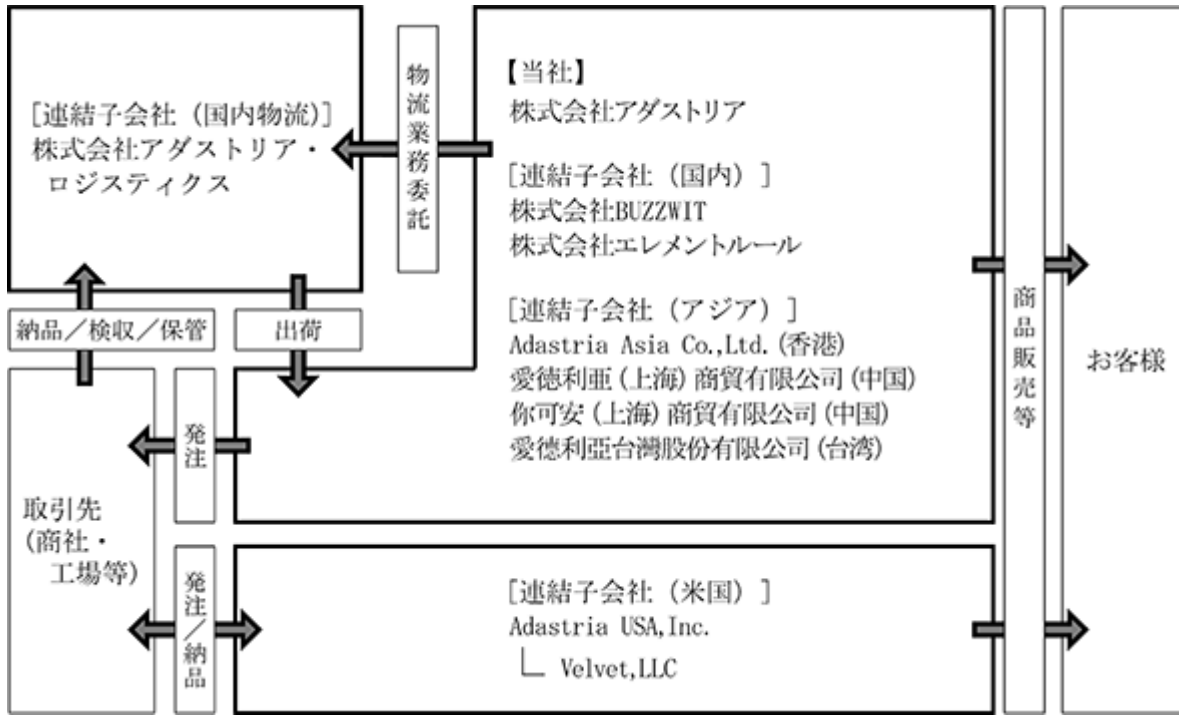 [連結子会社（国内物流）]
株式会社アダストリア・
ロジスティクス
物流業務委託
【当社】
株式会社アダストリア
[連結子会社（国内）]
株式会社BUZZWIT
株式会社エレメントルール
[連結子会社（アジア）]
Adastria Asia Co.,Ltd.(香港)
愛徳利亜(上海)商貿有限公司(中国)
你可安(上海)商貿有限公司(中国)
愛德利亞台灣股份有限公司(台湾)
納品／検収／保管
出荷
発注
取引先
(商社・
工場等)
発注／納品
[連結子会社（米国）]
Adastria USA,Inc.
Velvet,LLC
商品販売等
お客様